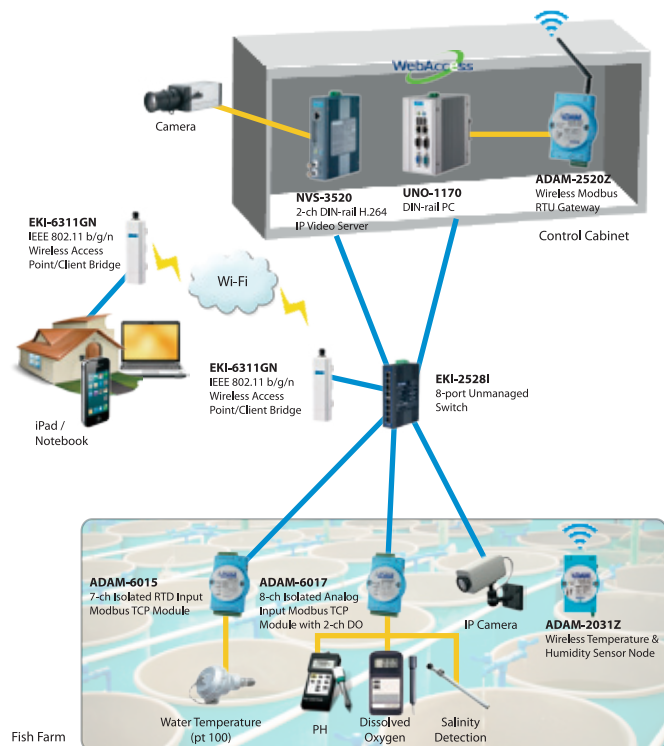 WebAccess
Camera
NVS-3520
2-ch DIN-rail H.264
IP Video Server
UNO-1170
DIN-rail PC
ADAM-2520Z
Wireless Modbus
RTU Gateway
Control Cabinet
EKI-6311GN
IEEE 802.11 b/g/n
Wireless Access
Point/Client Bridge
Wi-Fi
EKI-6311GN
IEEE 802.11 b/g/n
Wireless Access
Point/Client Bridge
EKI-2528I
8-port Unmanaged
Switch
iPad /
Notebook
ADAM-6015
7-ch Isolated RTD Input
Modbus TCP Module
ADAM-6017
8-ch Isolated Analog
Input Modbus TCP
Module with 2-ch DO
IP Camera
ADAM-2031Z
Wireless Temperature &
Humidity Sensor Node
Water Temperature
(pt 100)
PH
Dissolved
Oxygen
Salinity
Detection
Fish Farm